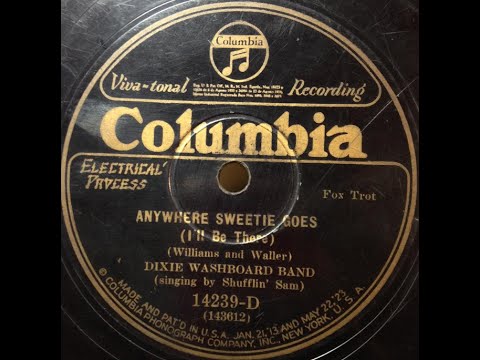 Columbia
Viva-tonal Recording
Columbia
ELECTRICAL PROCESS
Fox Trot
ANYWHERE SWEETIE GOES
(I'll Be There)
(Williams and Waller)
DIXIE WASHBOARD BAND
(singing by Shufflin' Sam)
14239-D
(143612)
MADE AND PAT'D IN U.S.A. JAN. 21,'13 AND MAY 22,'23
©COLUMBIA PHONOGRAPH COMPANY, INC., NEW YORK, U.S.A.